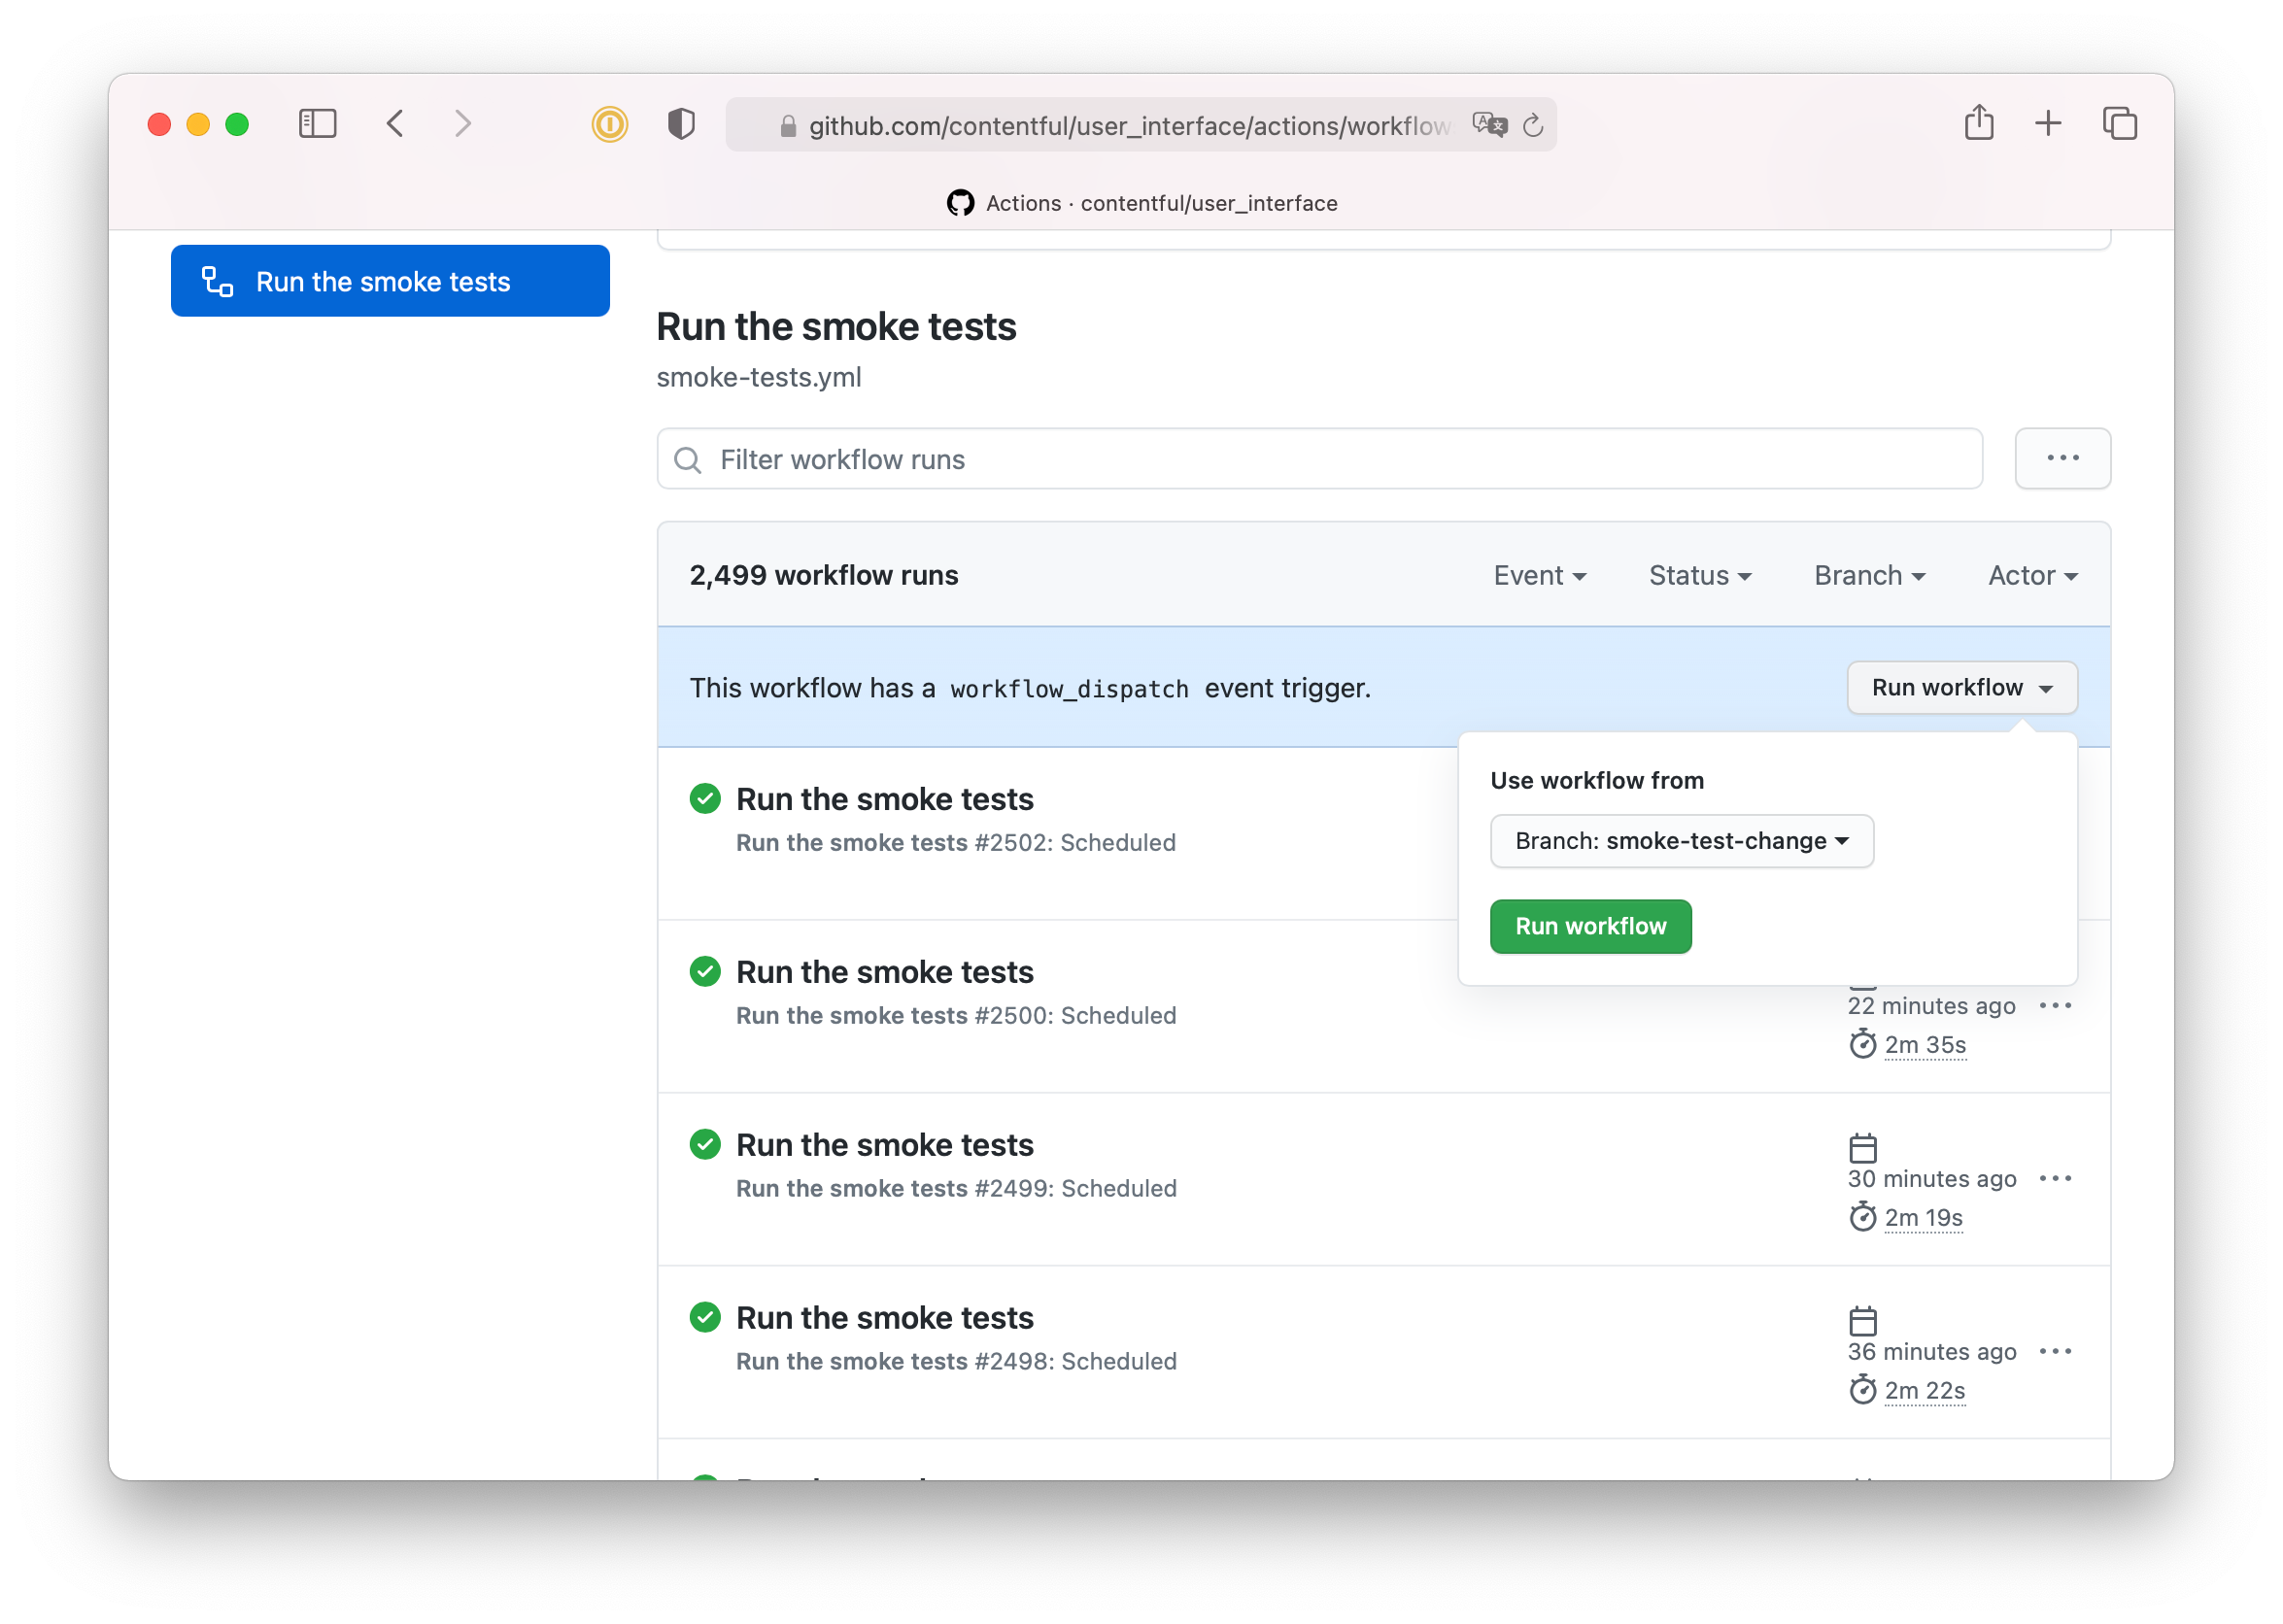 github.com/contentful/user_interface/actions/workflow
Actions · contentful/user_interface
Run the smoke tests
Run the smoke tests
smoke-tests.yml
Filter workflow runs
2,499 workflow runs
Event
Status
Branch
Actor
This workflow has a workflow_dispatch event trigger.
Run workflow
Use workflow from
Branch: smoke-test-change
Run workflow
Run the smoke tests
Run the smoke tests #2502: Scheduled
Run the smoke tests
Run the smoke tests #2500: Scheduled
22 minutes ago
2m 35s
Run the smoke tests
Run the smoke tests #2499: Scheduled
30 minutes ago
2m 19s
Run the smoke tests
Run the smoke tests #2498: Scheduled
36 minutes ago
2m 22s